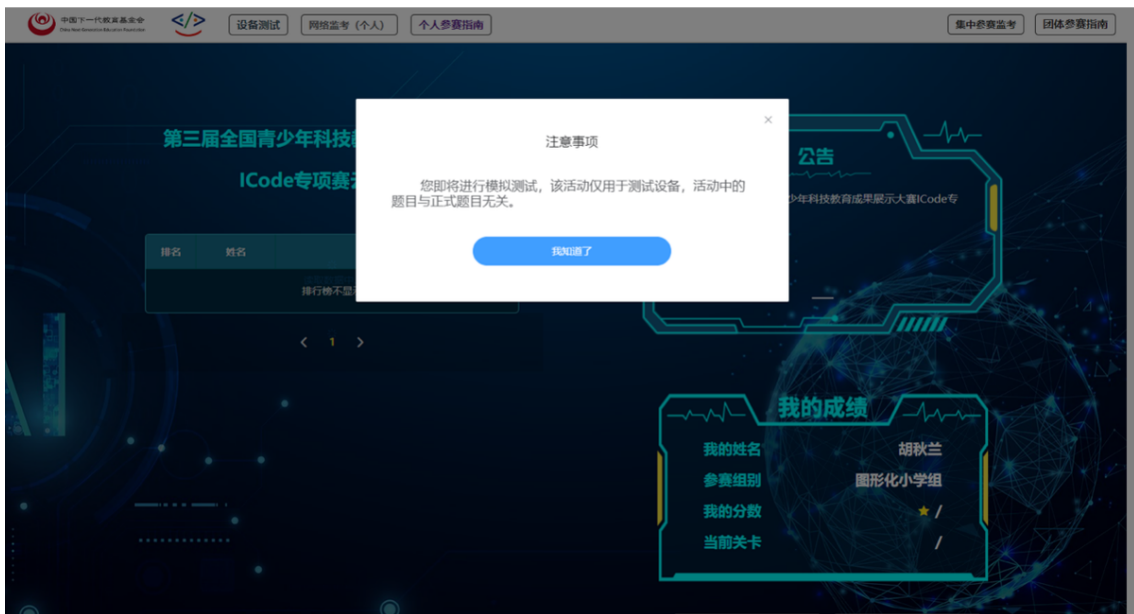 中国下一代教育基金会
China Next Generation Education Foundation
设备测试
网络监考（个人）
个人参赛指南
集中参赛监考
团体参赛指南
第三届全国青少年科技
ICode专项赛
注意事项
您即将进行模拟测试，该活动仅用于测试设备，活动中的
题目与正式题目无关。
我知道了
公告
少年科技教育成果展示大赛ICode专
排名 姓名
排行榜不显
1
我的成绩
我的姓名 胡秋兰
参赛组别 图形化小学组
我的分数 /
当前关卡 /
AI